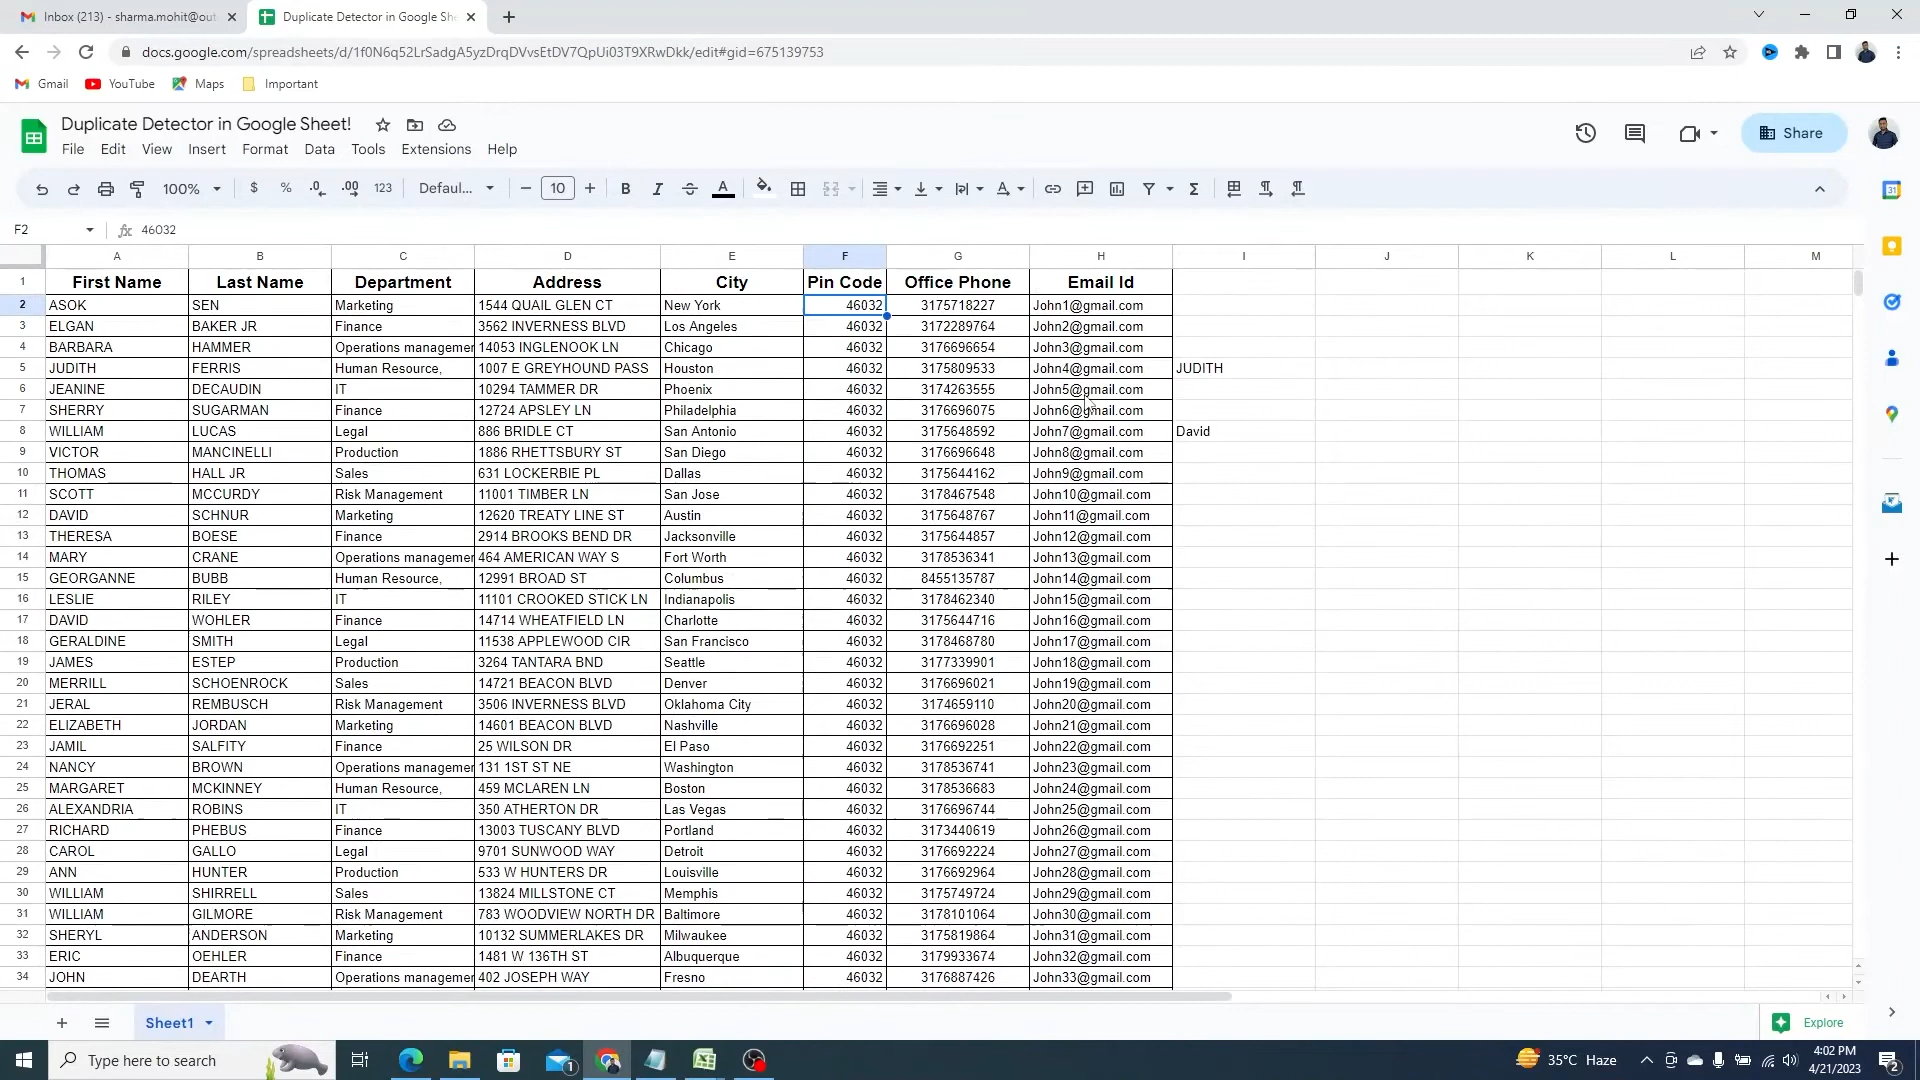 Inbox (213) - sharma.mohit@out
Duplicate Detector in Google She
docs.google.com/spreadsheets/d/1f0N6q52LrSadgA5yzDrqDVvsEtDV7QpUi03T9XRwDkk/edit#gid=675139753
Gmail YouTube Maps Important
Duplicate Detector in Google Sheet!
File Edit View Insert Format Data Tools Extensions Help
Share
100% $ % .0 .00 123 Defaul... − 10 + B I
F2 fx 46032
A B C D E F G H I J K L M
1 First Name Last Name Department Address City Pin Code Office Phone Email Id
2 ASOK SEN Marketing 1544 QUAIL GLEN CT New York 46032 3175718227 John1@gmail.com
3 ELGAN BAKER JR Finance 3562 INVERNESS BLVD Los Angeles 46032 3172289764 John2@gmail.com
4 BARBARA HAMMER Operations managemer 14053 INGLENOOK LN Chicago 46032 3176696654 John3@gmail.com
5 JUDITH FERRIS Human Resource, 1007 E GREYHOUND PASS Houston 46032 3175809533 John4@gmail.com JUDITH
6 JEANINE DECAUDIN IT 10294 TAMMER DR Phoenix 46032 3174263555 John5@gmail.com
7 SHERRY SUGARMAN Finance 12724 APSLEY LN Philadelphia 46032 3176696075 John6@gmail.com
8 WILLIAM LUCAS Legal 886 BRIDLE CT San Antonio 46032 3175648592 John7@gmail.com David
9 VICTOR MANCINELLI Production 1886 RHETTSBURY ST San Diego 46032 3176696648 John8@gmail.com
10 THOMAS HALL JR Sales 631 LOCKERBIE PL Dallas 46032 3175644162 John9@gmail.com
11 SCOTT MCCURDY Risk Management 11001 TIMBER LN San Jose 46032 3178467548 John10@gmail.com
12 DAVID SCHNUR Marketing 12620 TREATY LINE ST Austin 46032 3175648767 John11@gmail.com
13 THERESA BOESE Finance 2914 BROOKS BEND DR Jacksonville 46032 3175644857 John12@gmail.com
14 MARY CRANE Operations managemer 464 AMERICAN WAY S Fort Worth 46032 3178536341 John13@gmail.com
15 GEORGANNE BUBB Human Resource, 12991 BROAD ST Columbus 46032 8455135787 John14@gmail.com
16 LESLIE RILEY IT 11101 CROOKED STICK LN Indianapolis 46032 3178462340 John15@gmail.com
17 DAVID WOHLER Finance 14714 WHEATFIELD LN Charlotte 46032 3175644716 John16@gmail.com
18 GERALDINE SMITH Legal 11538 APPLEWOOD CIR San Francisco 46032 3178468780 John17@gmail.com
19 JAMES ESTEP Production 3264 TANTARA BND Seattle 46032 3177339901 John18@gmail.com
20 MERRILL SCHOENROCK Sales 14721 BEACON BLVD Denver 46032 3176696021 John19@gmail.com
21 JERAL REMBUSCH Risk Management 3506 INVERNESS BLVD Oklahoma City 46032 3174659110 John20@gmail.com
22 ELIZABETH JORDAN Marketing 14601 BEACON BLVD Nashville 46032 3176696028 John21@gmail.com
23 JAMIL SALFITY Finance 25 WILSON DR El Paso 46032 3176692251 John22@gmail.com
24 NANCY BROWN Operations managemer 131 1ST ST NE Washington 46032 3178536741 John23@gmail.com
25 MARGARET MCKINNEY Human Resource, 459 MCLAREN LN Boston 46032 3178536683 John24@gmail.com
26 ALEXANDRIA ROBINS IT 350 ATHERTON DR Las Vegas 46032 3176696744 John25@gmail.com
27 RICHARD PHEBUS Finance 13003 TUSCANY BLVD Portland 46032 3173440619 John26@gmail.com
28 CAROL GALLO Legal 9701 SUNWOOD WAY Detroit 46032 3176692224 John27@gmail.com
29 ANN HUNTER Production 533 W HUNTERS DR Louisville 46032 3176692964 John28@gmail.com
30 WILLIAM SHIRRELL Sales 13824 MILLSTONE CT Memphis 46032 3175749724 John29@gmail.com
31 WILLIAM GILMORE Risk Management 783 WOODVIEW NORTH DR Baltimore 46032 3178101064 John30@gmail.com
32 SHERYL ANDERSON Marketing 10132 SUMMERLAKES DR Milwaukee 46032 3175819864 John31@gmail.com
33 ERIC OEHLER Finance 1481 W 136TH ST Albuquerque 46032 3179933674 John32@gmail.com
34 JOHN DEARTH Operations managemer 402 JOSEPH WAY Fresno 46032 3176887426 John33@gmail.com
Sheet1 Explore
Type here to search
35°C Haze
4:02 PM
4/21/2023